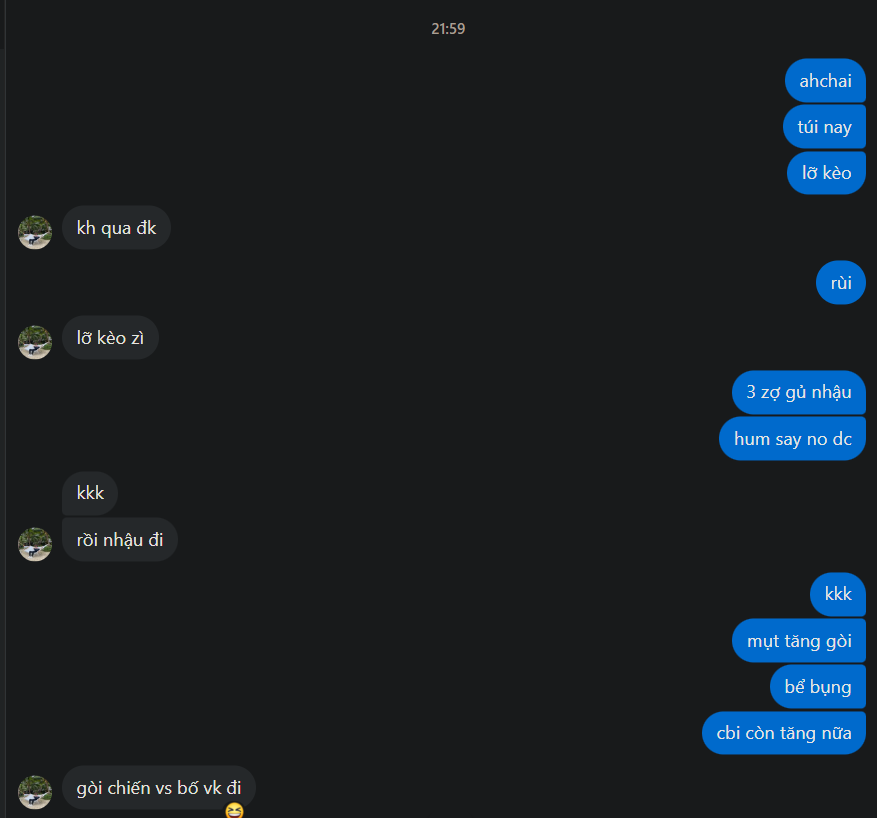 21:59
ahchai
túi nay
lỡ kèo
kh qua đk
rùi
lỡ kèo zì
3 zợ gủ nhậu
hum say no dc
kkk
rồi nhậu đi
kkk
mụt tăng gòi
bể bụng
cbi còn tăng nữa
gòi chiến vs bố vk đi